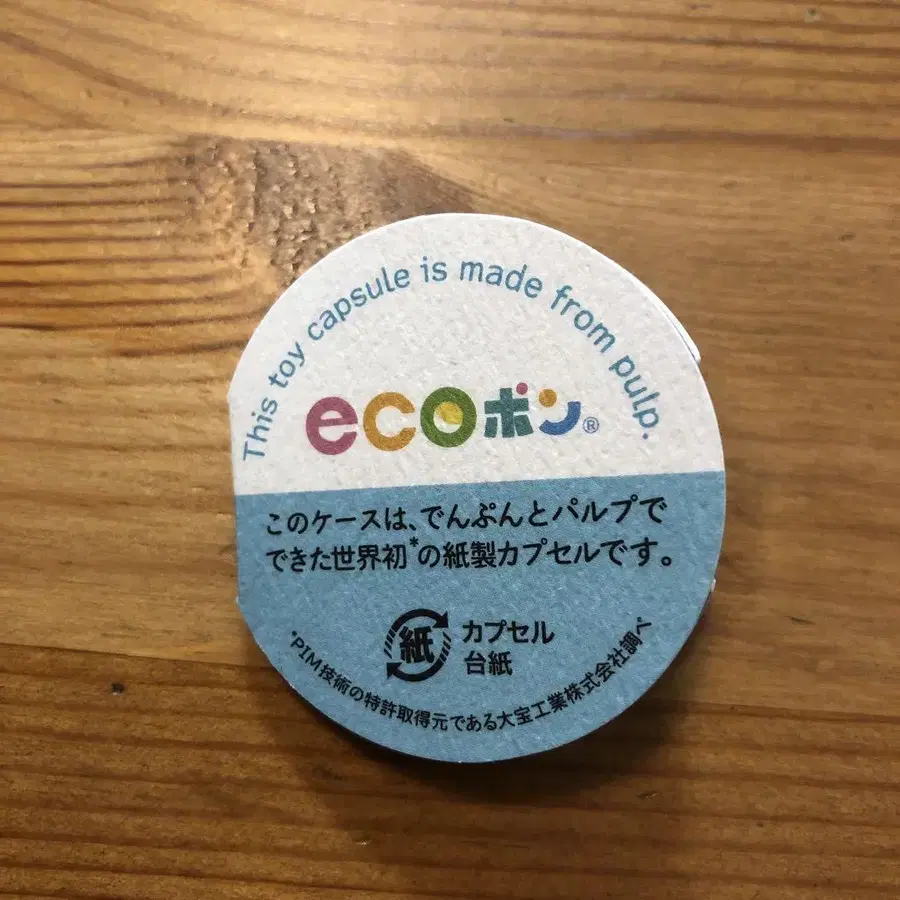 This toy capsule is made from pulp.
ecoポン®
このケースは、でんぷんとパルプで
できた世界初*の紙製カプセルです。
紙
カプセル
台紙
*PIM技術の特許取得元である大宝工業株式会社調べ